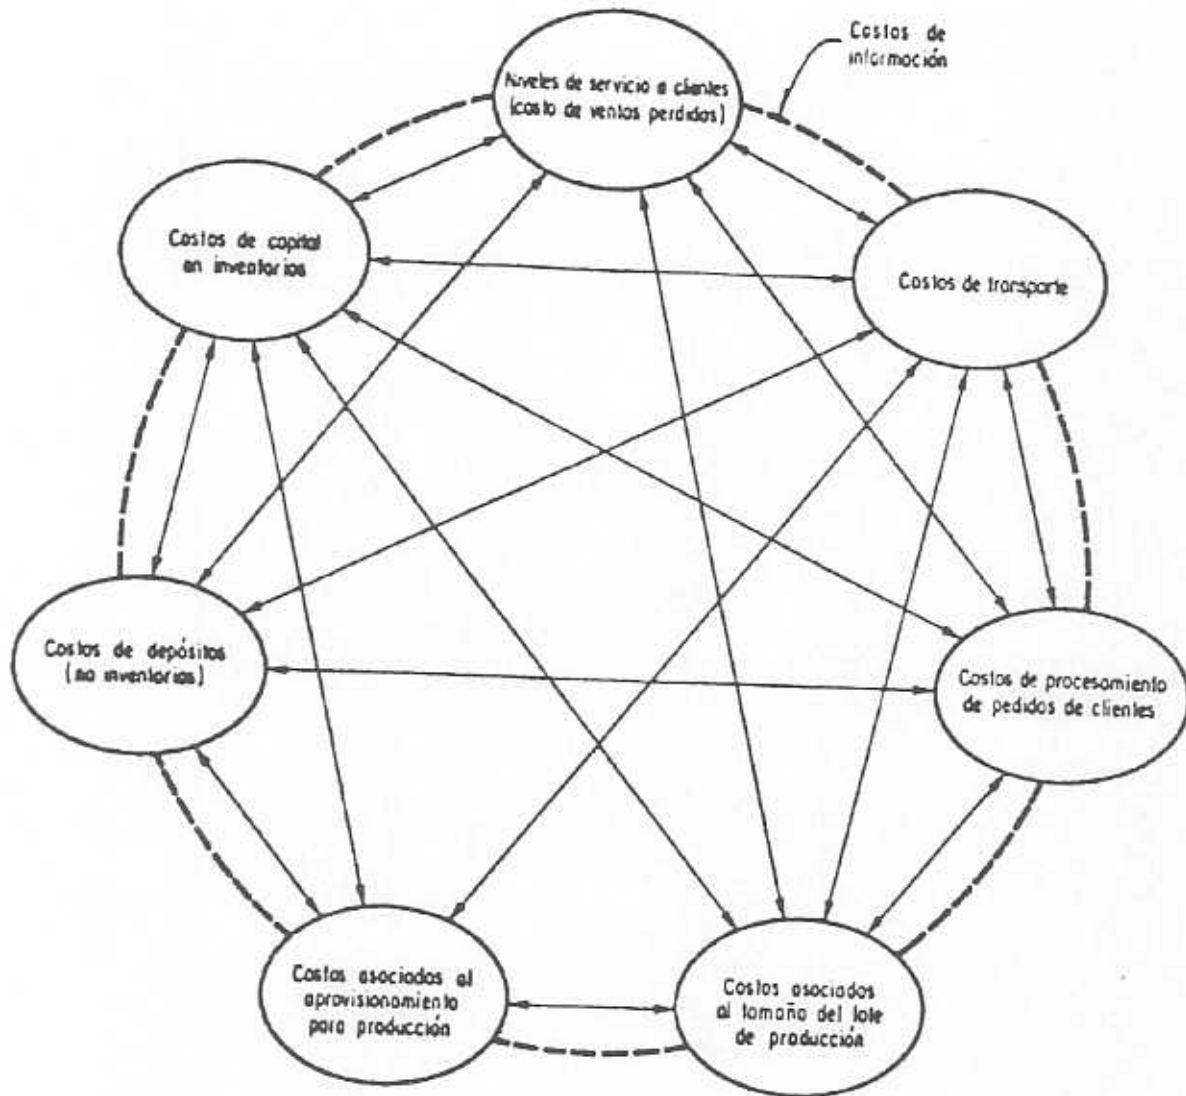 Costos de
información
Niveles de servicio a clientes
(costo de ventas perdidas)
Costos de capital
en inventarios
Costos de transporte
Costos de depósitos
(no inventarios)
Costos de procesamiento
de pedidos de clientes
Costos asociados al
aprovisionamiento
para producción
Costos asociados
al tamaño del lote
de producción